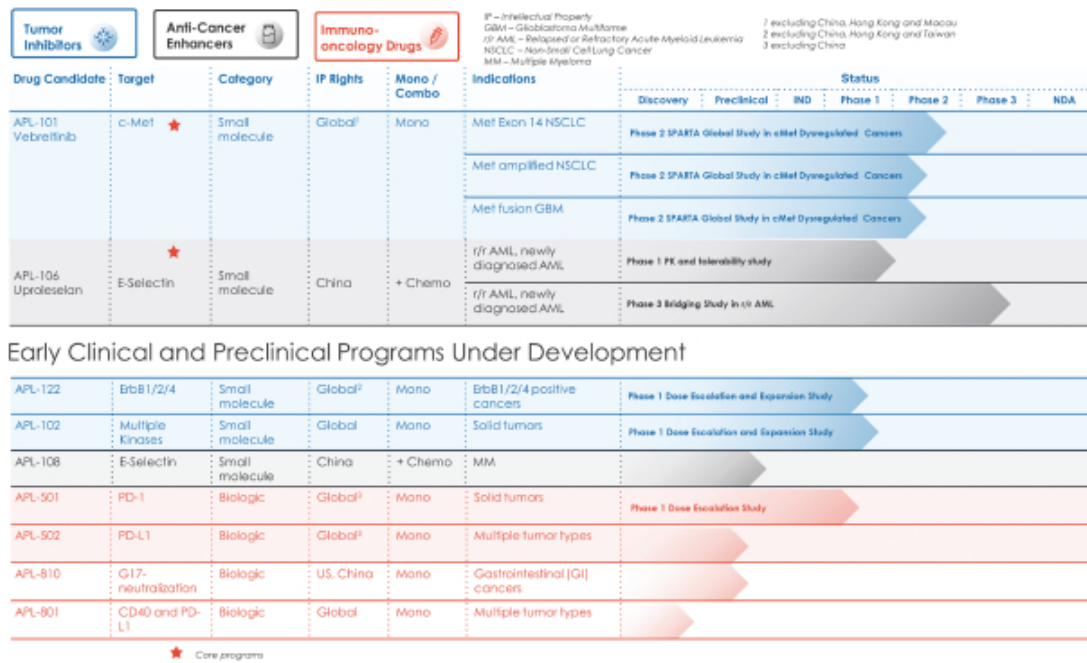 Tumor
Inhibitors
Anti-Cancer
Enhancers
Immuno-
oncology Drugs
IP – Intellectual Property
GBM – Glioblastoma Multiforme
r/r AML – Relapsed or Refractory Acute Myeloid Leukemia
NSCLC – Non-Small Cell Lung Cancer
MM – Multiple Myeloma
1 excluding China, Hong Kong and Macau
2 excluding China, Hong Kong and Taiwan
3 excluding China
Drug Candidate Target Category IP Rights Mono / Combo Indications Status
Discovery Preclinical IND Phase 1 Phase 2 Phase 3 NDA
APL-101 Vebreltinib c-Met Small molecule Global1 Mono Met Exon 14 NSCLC
Phase 2 SPARTA Global Study in cMet Dysregulated Cancers
Met amplified NSCLC
Phase 2 SPARTA Global Study in cMet Dysregulated Cancers
Met fusion GBM
Phase 2 SPARTA Global Study in cMet Dysregulated Cancers
APL-106 Uproleselan E-Selectin Small molecule China + Chemo r/r AML, newly diagnosed AML
Phase 1 PK and tolerability study
r/r AML, newly diagnosed AML
Phase 3 Bridging Study in r/r AML
Early Clinical and Preclinical Programs Under Development
APL-122 ErbB1/2/4 Small molecule Global2 Mono ErbB1/2/4 positive cancers
Phase 1 Dose Escalation and Expansion Study
APL-102 Multiple Kinases Small molecule Global Mono Solid tumors
Phase 1 Dose Escalation and Expansion Study
APL-108 E-Selectin Small molecule China + Chemo MM
APL-501 PD-1 Biologic Global3 Mono Solid tumors
Phase 1 Dose Escalation Study
APL-502 PD-L1 Biologic Global3 Mono Multiple tumor types
APL-810 G17-neutralization Biologic US, China Mono Gastrointestinal (GI) cancers
APL-801 CD40 and PD-L1 Biologic Global Mono Multiple tumor types
Core programs